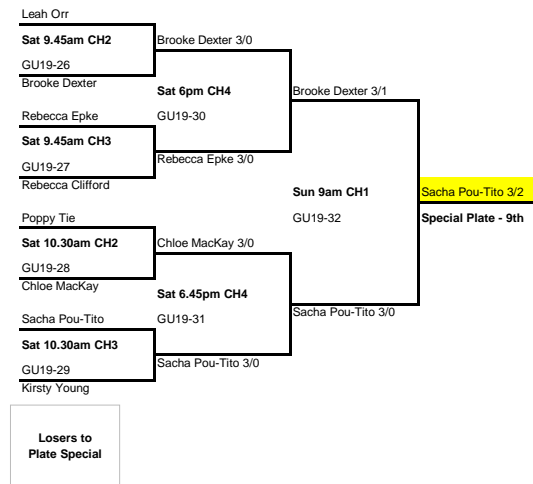 Leah Orr
Sat 9.45am CH2
Brooke Dexter 3/0
GU19-26
Brooke Dexter
Sat 6pm CH4
Brooke Dexter 3/1
Rebecca Epke
GU19-30
Sat 9.45am CH3
Rebecca Epke 3/0
GU19-27
Rebecca Clifford
Sun 9am CH1
Sacha Pou-Tito 3/2
Poppy Tie
GU19-32
Special Plate - 9th
Sat 10.30am CH2
Chloe MacKay 3/0
GU19-28
Chloe MacKay
Sat 6.45pm CH4
Sacha Pou-Tito
GU19-31
Sacha Pou-Tito 3/0
Sat 10.30am CH3
Sacha Pou-Tito 3/0
GU19-29
Kirsty Young
Losers to
Plate Special